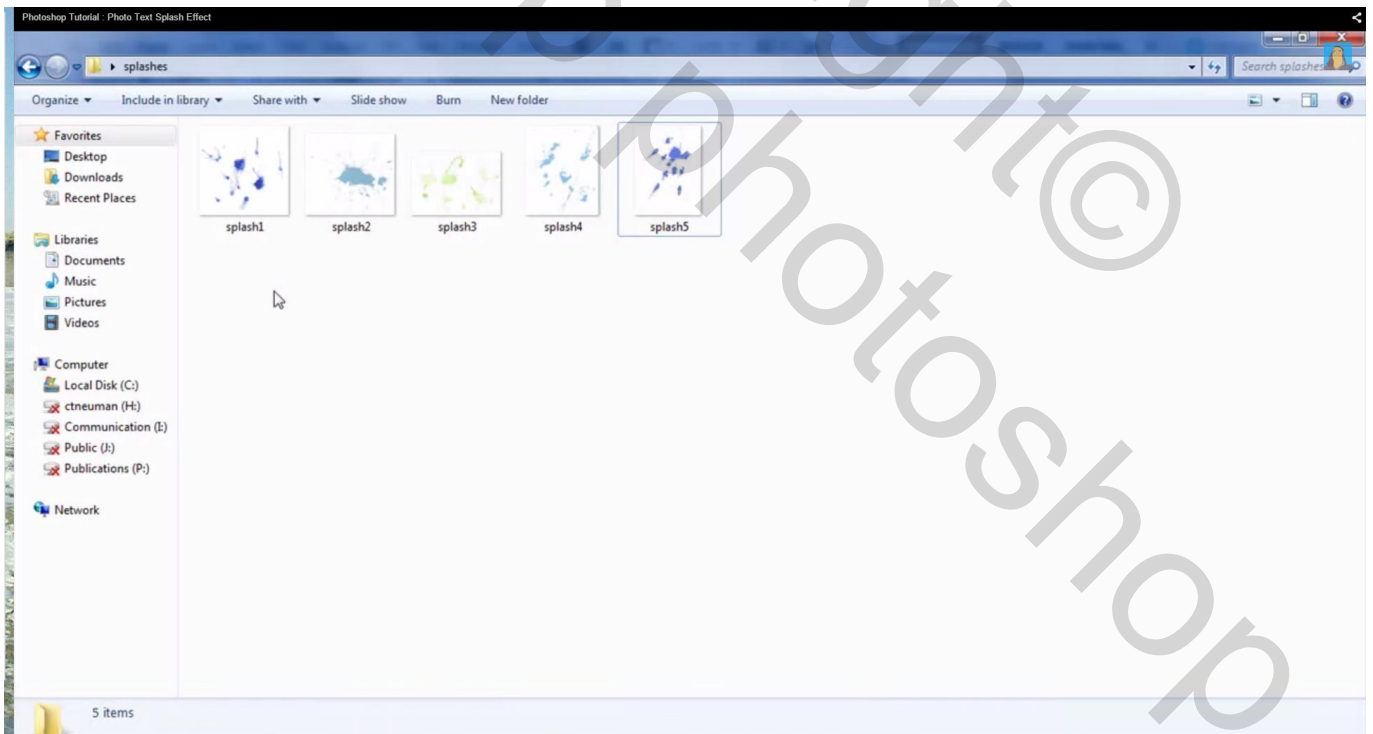 Photoshop Tutorial : Photo Text Splash Effect
splashes
Search splashes
Organize
Include in library
Share with
Slide show
Burn
New folder
Favorites
Desktop
Downloads
Recent Places
Libraries
Documents
Music
Pictures
Videos
Computer
Local Disk (C:)
ctneuman (H:)
Communication (I:)
Public (J:)
Publications (P:)
Network
splash1
splash2
splash3
splash4
splash5
5 items
photoshop